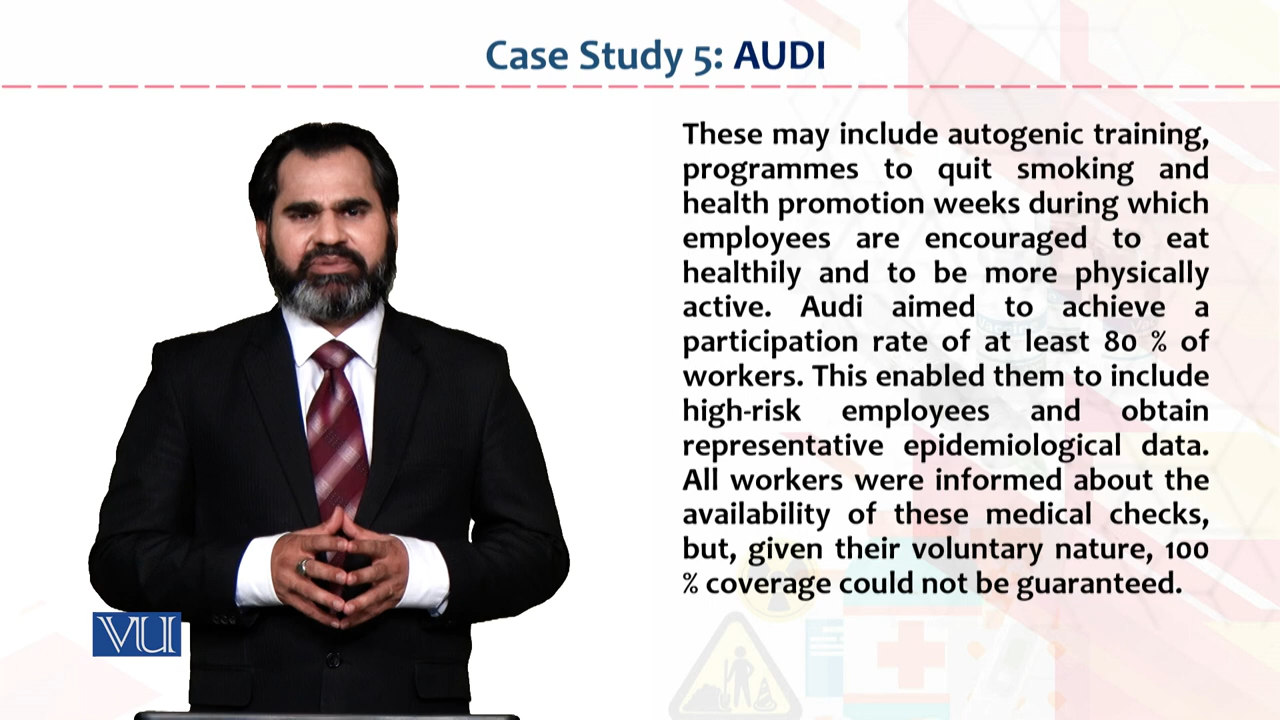 Case Study 5: AUDI
These may include autogenic training,
programmes to quit smoking and
health promotion weeks during which
employees are encouraged to eat
healthily and to be more physically
active. Audi aimed to achieve a
participation rate of at least 80 % of
workers. This enabled them to include
high-risk employees and obtain
representative epidemiological data.
All workers were informed about the
availability of these medical checks,
but, given their voluntary nature, 100
% coverage could not be guaranteed.
VU